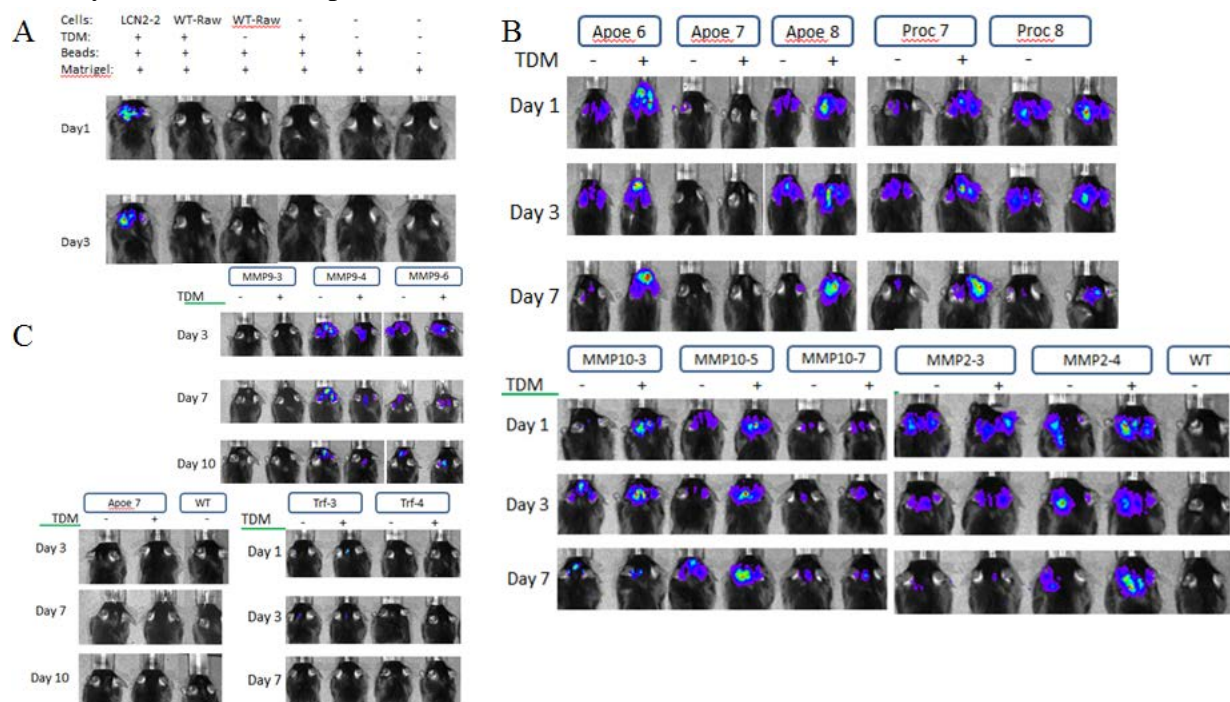 A
Cells: LCN2-2 WT-Raw WT-Raw - - -
TDM: + + - + - -
Beads: + + + + + -
Matrigel: + + + + + +
Day1
Day3
B
Apoe 6 Apoe 7 Apoe 8 Proc 7 Proc 8
TDM - + - + - + - + -
Day 1
Day 3
Day 7
MMP10-3 MMP10-5 MMP10-7 MMP2-3 MMP2-4 WT
TDM - + - + - + - + - + -
Day 1
Day 3
Day 7
C
MMP9-3 MMP9-4 MMP9-6
TDM - + - + - +
Day 3
Day 7
Day 10
Apoe 7 WT
TDM - + -
Day 3
Day 7
Day 10
Trf-3 Trf-4
TDM - + - +
Day 1
Day 3
Day 7